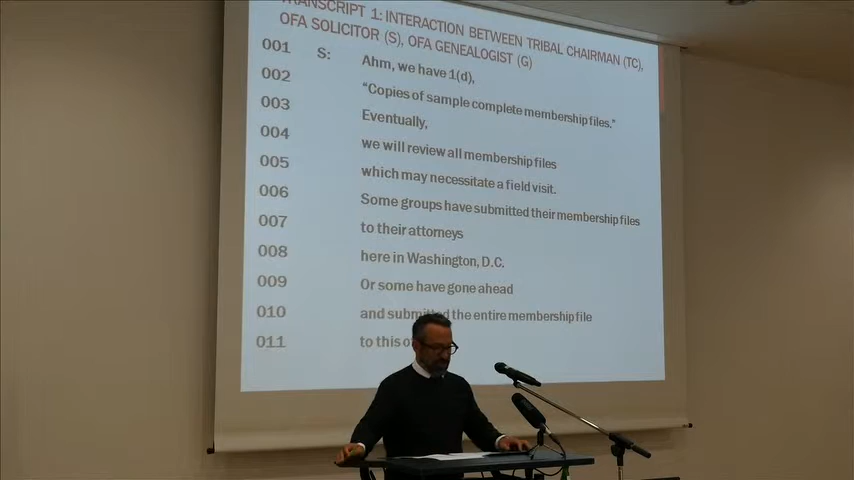 TRANSCRIPT 1: INTERACTION BETWEEN TRIBAL CHAIRMAN (TC),
OFA SOLICITOR (S), OFA GENEALOGIST (G)
001 S: Ahm, we have 1(d),
002 "Copies of sample complete membership files."
003 Eventually,
004 we will review all membership files
005 which may necessitate a field visit.
006 Some groups have submitted their membership files
007 to their attorneys
008 here in Washington, D.C.
009 Or some have gone ahead
010 and submitted the entire membership file
011 to this